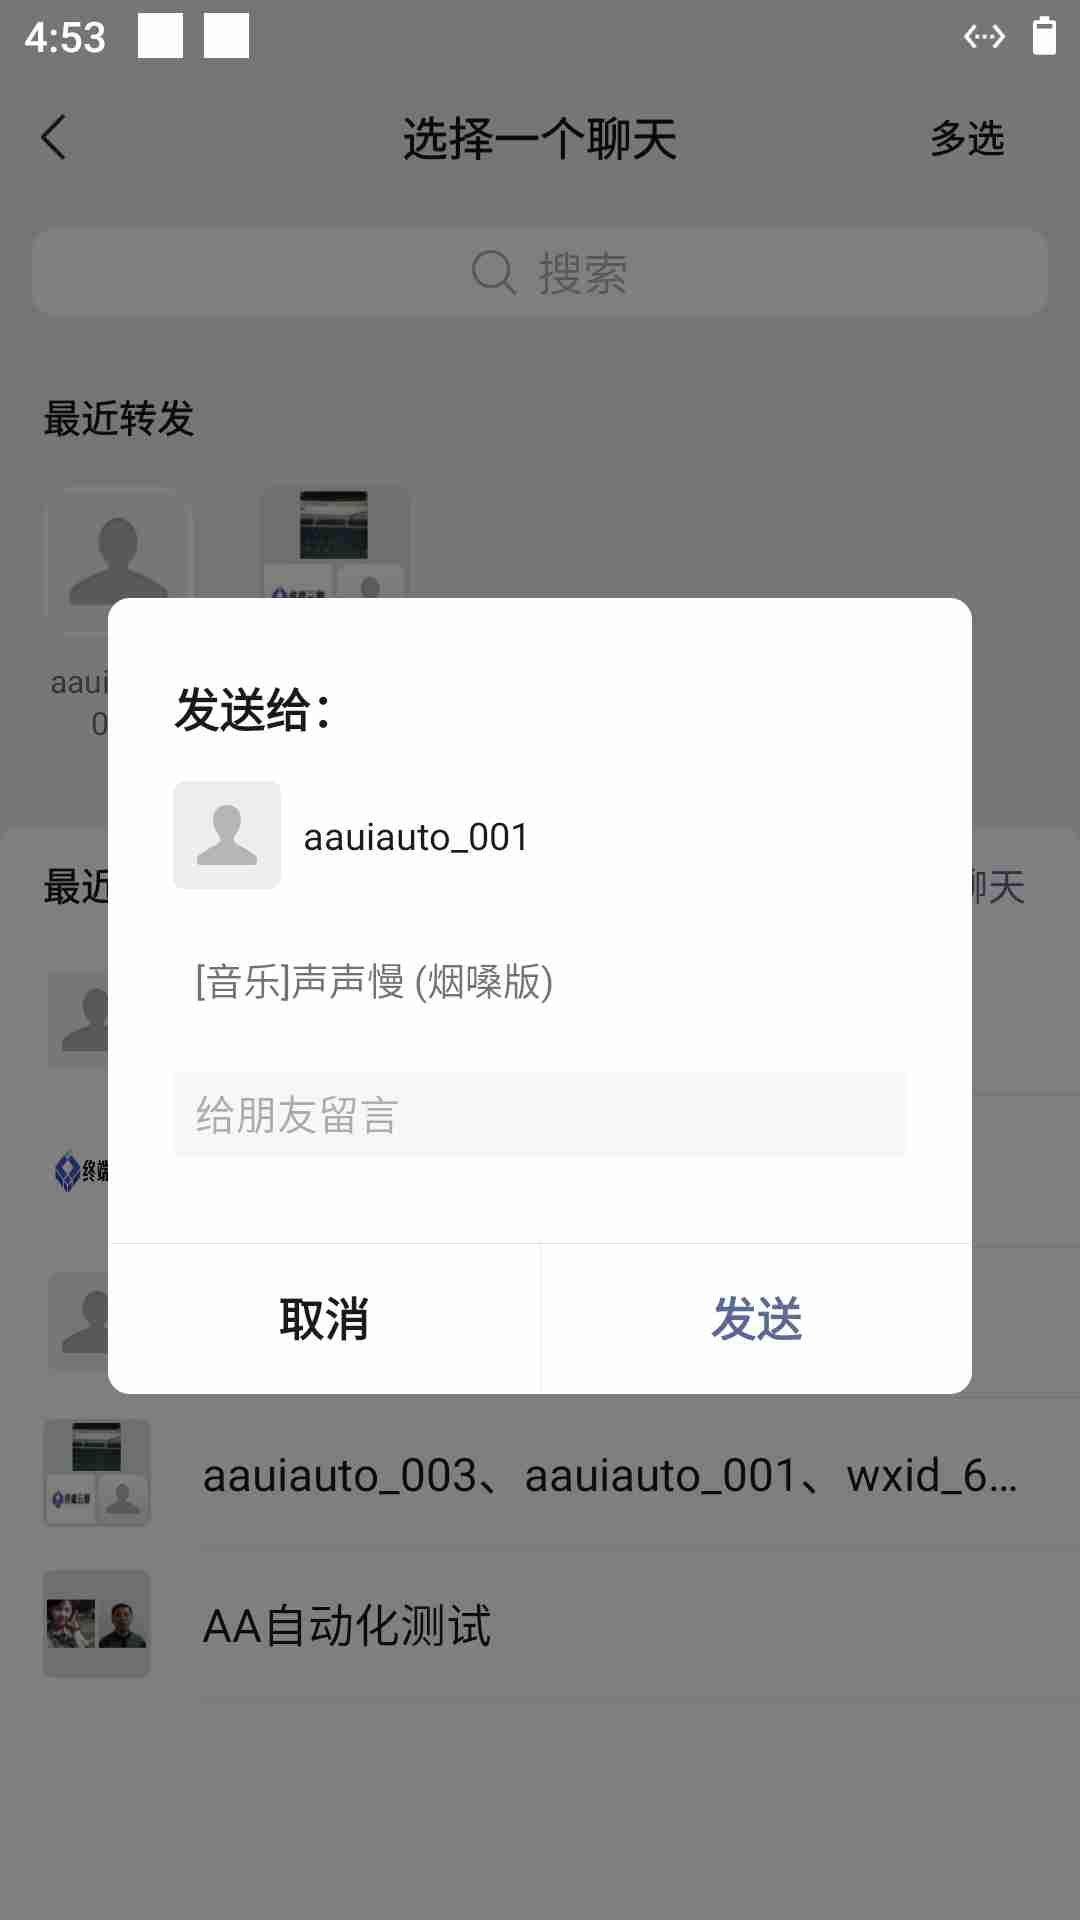 4:53
选择一个聊天
多选
搜索
最近转发
aaui
0
发送给：
aauiauto_001
最近
聊天
[音乐]声声慢 (烟嗓版)
给朋友留言
终端
取消
发送
aauiauto_003、aauiauto_001、wxid_6...
AA自动化测试